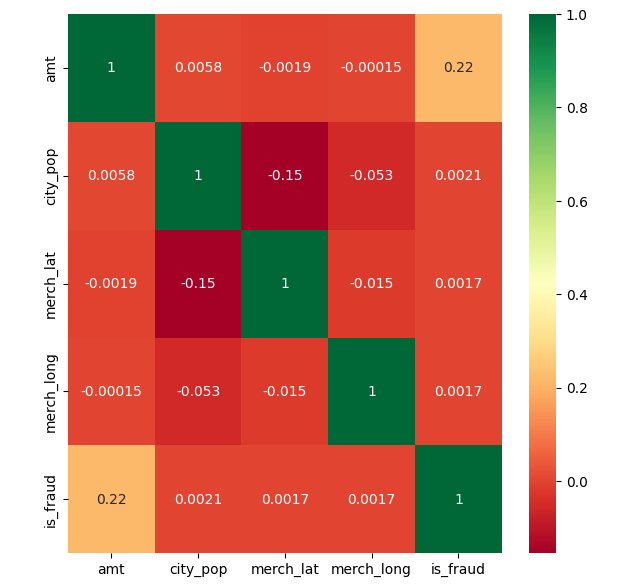 amt 1 0.0058 -0.0019 -0.00015 0.22
city_pop 0.0058 1 -0.15 -0.053 0.0021
merch_lat -0.0019 -0.15 1 -0.015 0.0017
merch_long -0.00015 -0.053 -0.015 1 0.0017
is_fraud 0.22 0.0021 0.0017 0.0017 1
amt city_pop merch_lat merch_long is_fraud
1.0
0.8
0.6
0.4
0.2
0.0